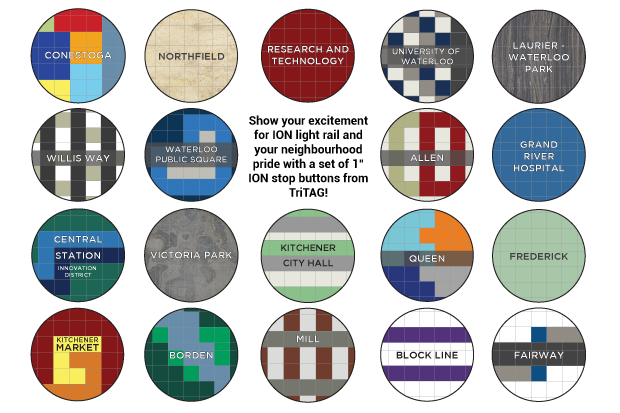 CONESTOGA
NORTHFIELD
RESEARCH AND
TECHNOLOGY
UNIVERSITY OF
WATERLOO
LAURIER -
WATERLOO
PARK
WILLIS WAY
WATERLOO
PUBLIC SQUARE
Show your excitement
for ION light rail and
your neighbourhood
pride with a set of 1"
ION stop buttons from
TriTAG!
ALLEN
GRAND
RIVER
HOSPITAL
CENTRAL
STATION
INNOVATION
DISTRICT
VICTORIA PARK
KITCHENER
CITY HALL
QUEEN
FREDERICK
KITCHENER
MARKET
BORDEN
MILL
BLOCK LINE
FAIRWAY